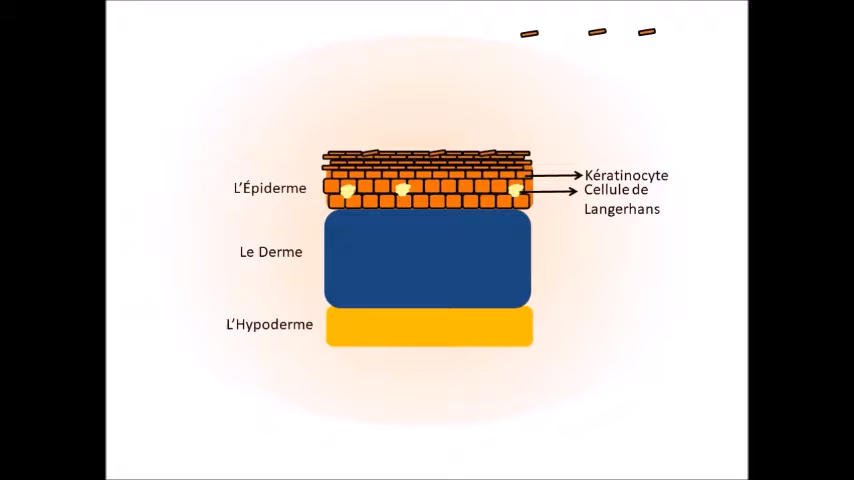 Kératinocyte
L'Épiderme
Cellule de
Langerhans
Le Derme
L'Hypoderme